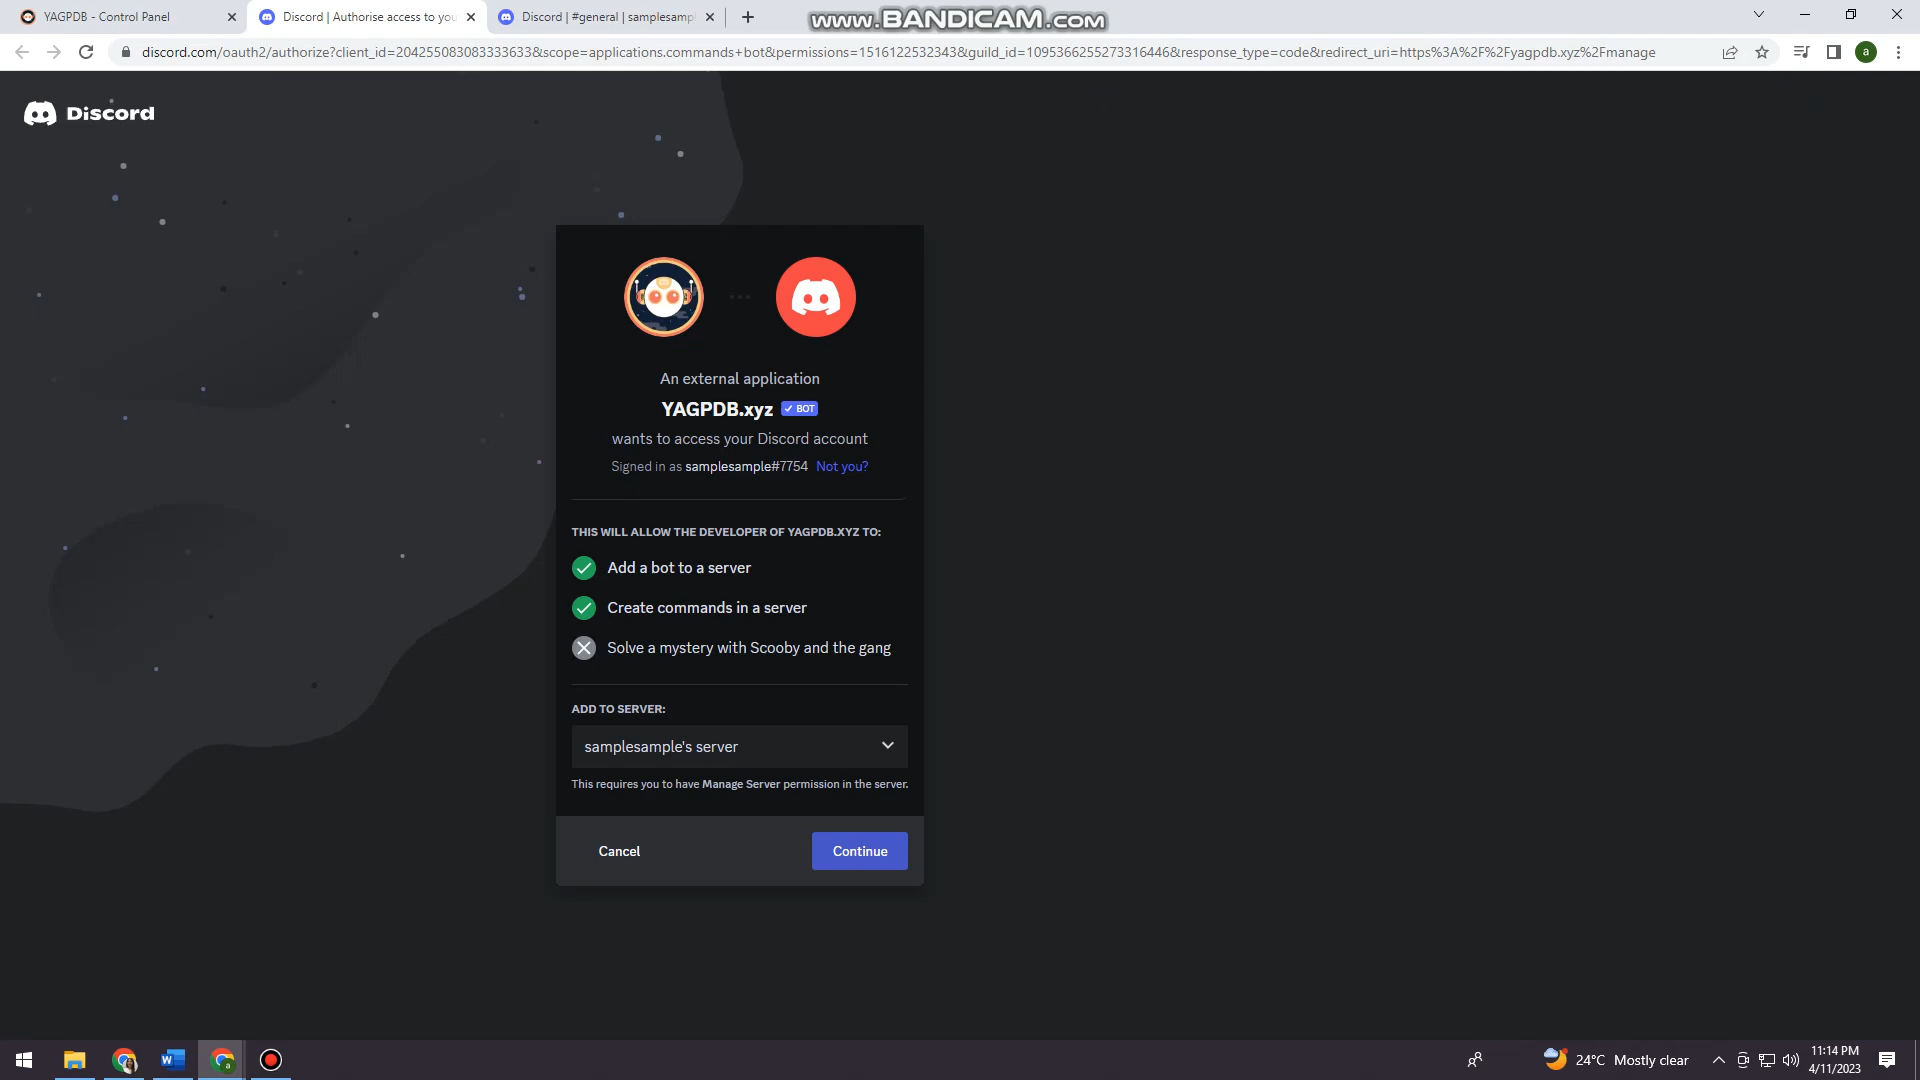 YAGPDB - Control Panel
Discord | Authorise access to you
Discord | #general | samplesamp
www.BANDICAM.com
discord.com/oauth2/authorize?client_id=204255083083333633&scope=applications.commands+bot&permissions=1516122532343&guild_id=1095366255273316446&response_type=code&redirect_uri=https%3A%2F%2Fyagpdb.xyz%2Fmanage
a
Discord
An external application
YAGPDB.xyz BOT
wants to access your Discord account
Signed in as samplesample#7754 Not you?
THIS WILL ALLOW THE DEVELOPER OF YAGPDB.XYZ TO:
Add a bot to a server
Create commands in a server
Solve a mystery with Scooby and the gang
ADD TO SERVER:
samplesample's server
This requires you to have Manage Server permission in the server.
Cancel
Continue
24°C Mostly clear
11:14 PM
4/11/2023